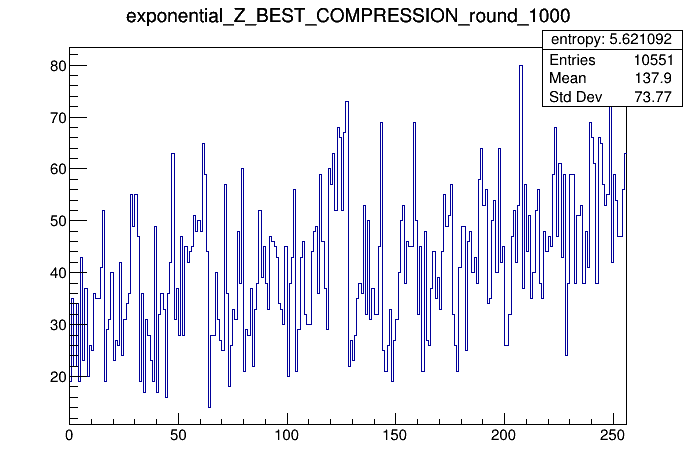 exponential_Z_BEST_COMPRESSION_round_1000
entropy: 5.621092
Entries 10551
Mean 137.9
Std Dev 73.77
80
70
60
50
40
30
20
0 50 100 150 200 250